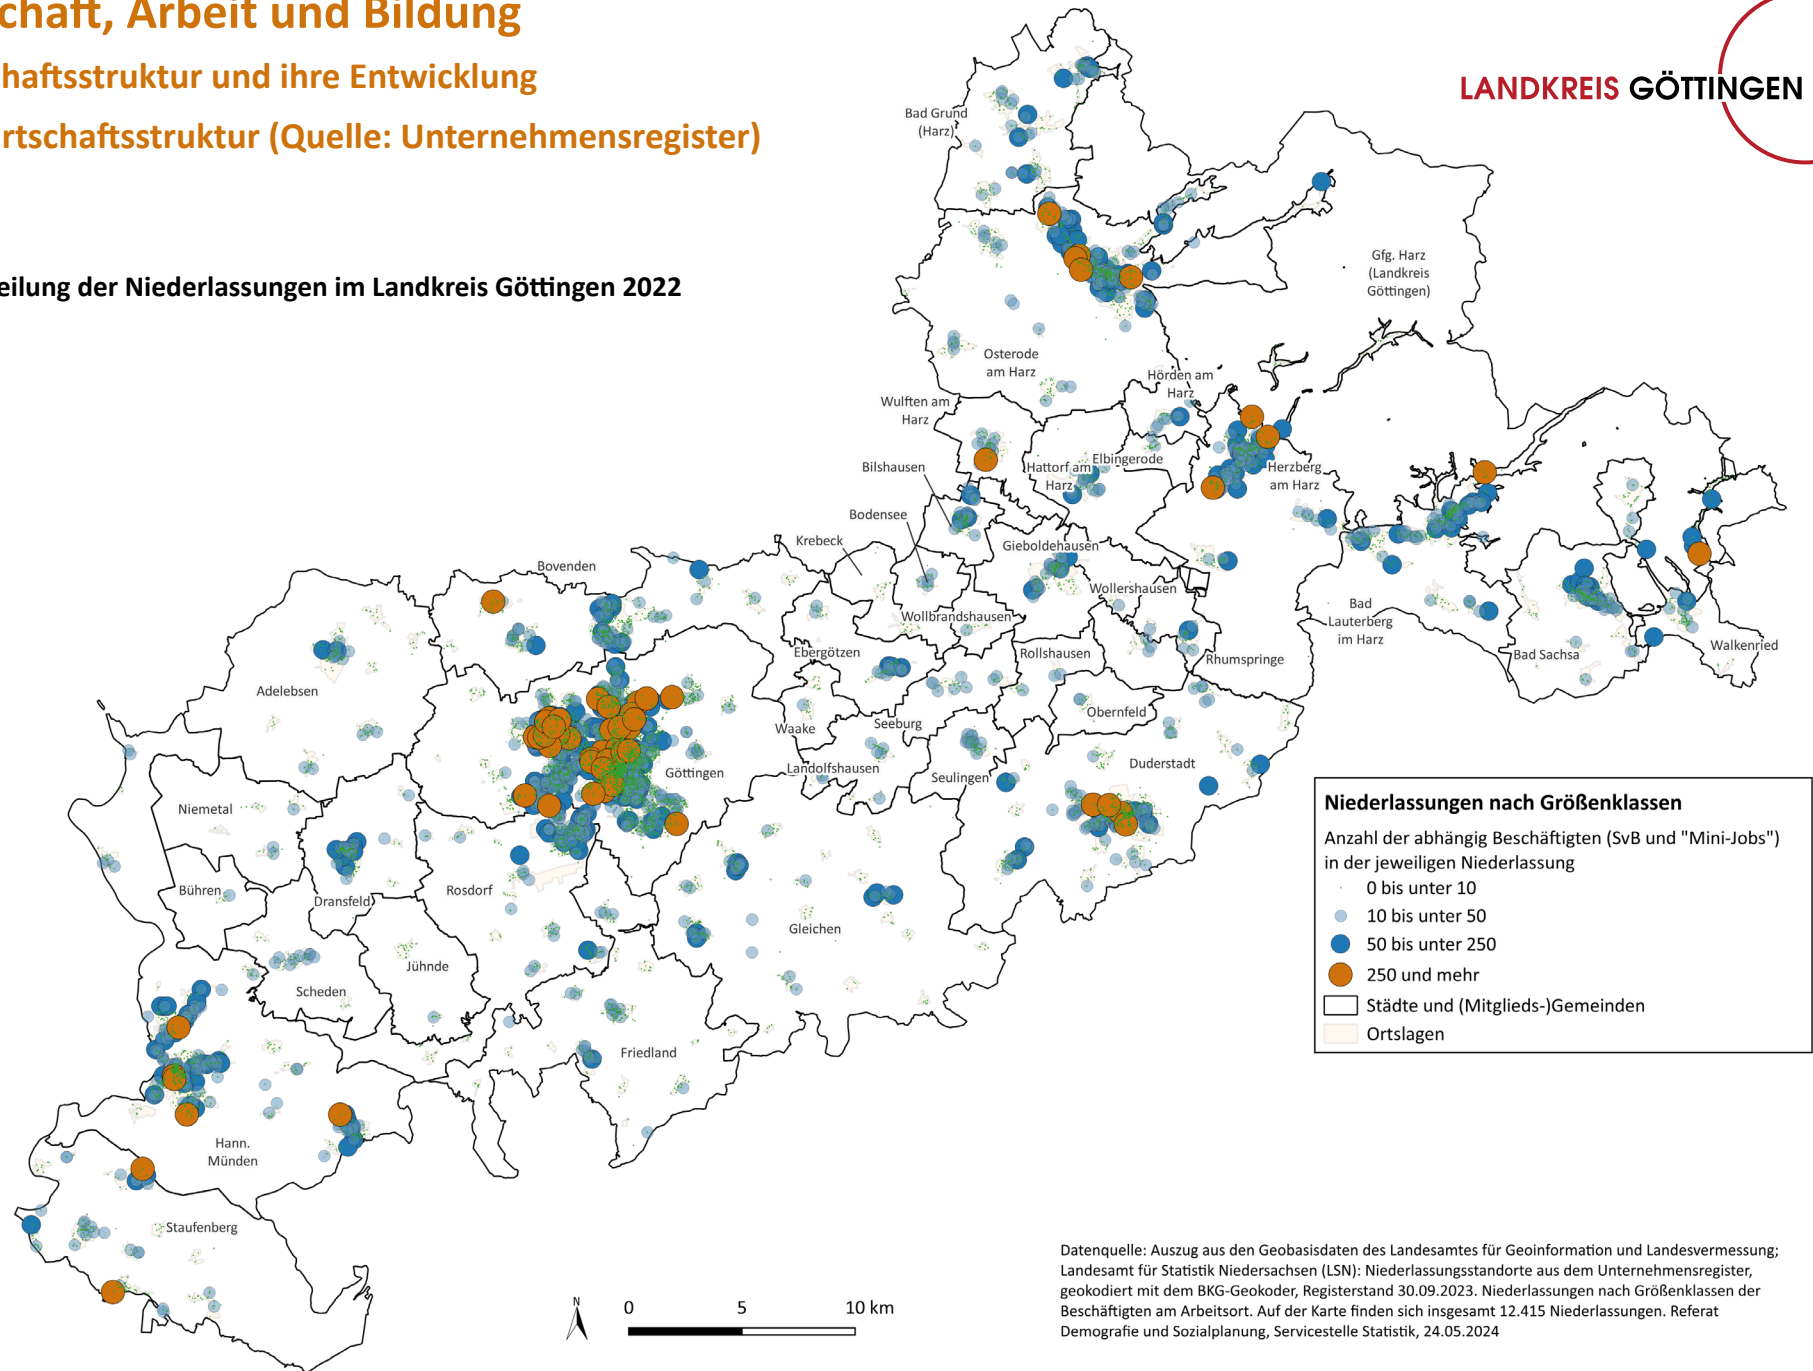 chaft, Arbeit und Bildung
haftsstruktur und ihre Entwicklung
rtschaftsstruktur (Quelle: Unternehmensregister)
LANDKREIS GÖTTINGEN
eilung der Niederlassungen im Landkreis Göttingen 2022
Bad Grund
(Harz)
Gfg. Harz
(Landkreis
Göttingen)
Osterode
am Harz
Hörden am
Harz
Wulften am
Harz
Bilshausen
Hattorf am
Harz
Elbingerode
Herzberg
am Harz
Bodensee
Krebeck
Gieboldehausen
Bovenden
Wollershausen
Wollbrandshausen
Bad
Lauterberg
im Harz
Bad Sachsa
Walkenried
Ebergötzen
Rollshausen
Rhumspringe
Adelebsen
Obernfeld
Waake
Seeburg
Göttingen
Landolfshausen
Seulingen
Duderstadt
Niemetal
Bühren
Dransfeld
Rosdorf
Gleichen
Jühnde
Scheden
Friedland
Hann.
Münden
Staufenberg
Niederlassungen nach Größenklassen
Anzahl der abhängig Beschäftigten (SvB und "Mini-Jobs")
in der jeweiligen Niederlassung
0 bis unter 10
10 bis unter 50
50 bis unter 250
250 und mehr
Städte und (Mitglieds-)Gemeinden
Ortslagen
N
0 5 10 km
Datenquelle: Auszug aus den Geobasisdaten des Landesamtes für Geoinformation und Landesvermessung;
Landesamt für Statistik Niedersachsen (LSN): Niederlassungsstandorte aus dem Unternehmensregister,
geokodiert mit dem BKG-Geokoder, Registerstand 30.09.2023. Niederlassungen nach Größenklassen der
Beschäftigten am Arbeitsort. Auf der Karte finden sich insgesamt 12.415 Niederlassungen. Referat
Demografie und Sozialplanung, Servicestelle Statistik, 24.05.2024